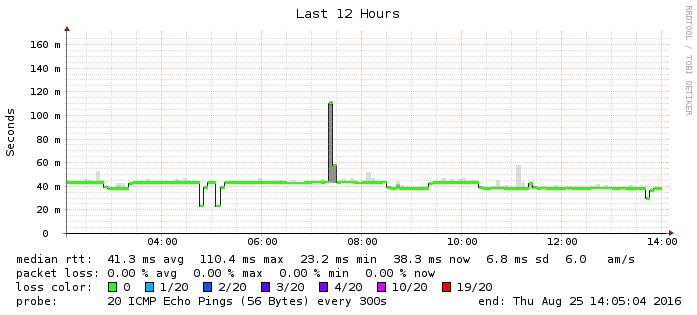 Last 12 Hours
RRDTOOL / TOBI OETIKER
Seconds
160 m
140 m
120 m
100 m
80 m
60 m
40 m
20 m
0
04:00 06:00 08:00 10:00 12:00 14:00
median rtt: 41.3 ms avg 110.4 ms max 23.2 ms min 38.3 ms now 6.8 ms sd 6.0 am/s
packet loss: 0.00 % avg 0.00 % max 0.00 % min 0.00 % now
loss color: 0 1/20 2/20 3/20 4/20 10/20 19/20
probe: 20 ICMP Echo Pings (56 Bytes) every 300s end: Thu Aug 25 14:05:04 2016